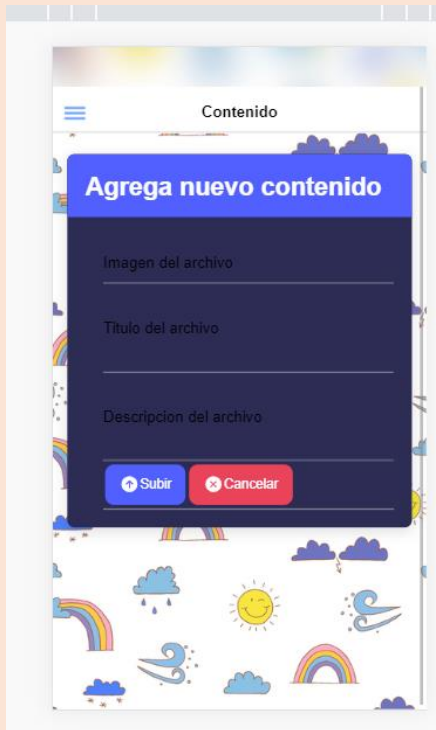 Contenido
Agrega nuevo contenido
Imagen del archivo
Titulo del archivo
Descripcion del archivo
Subir Cancelar